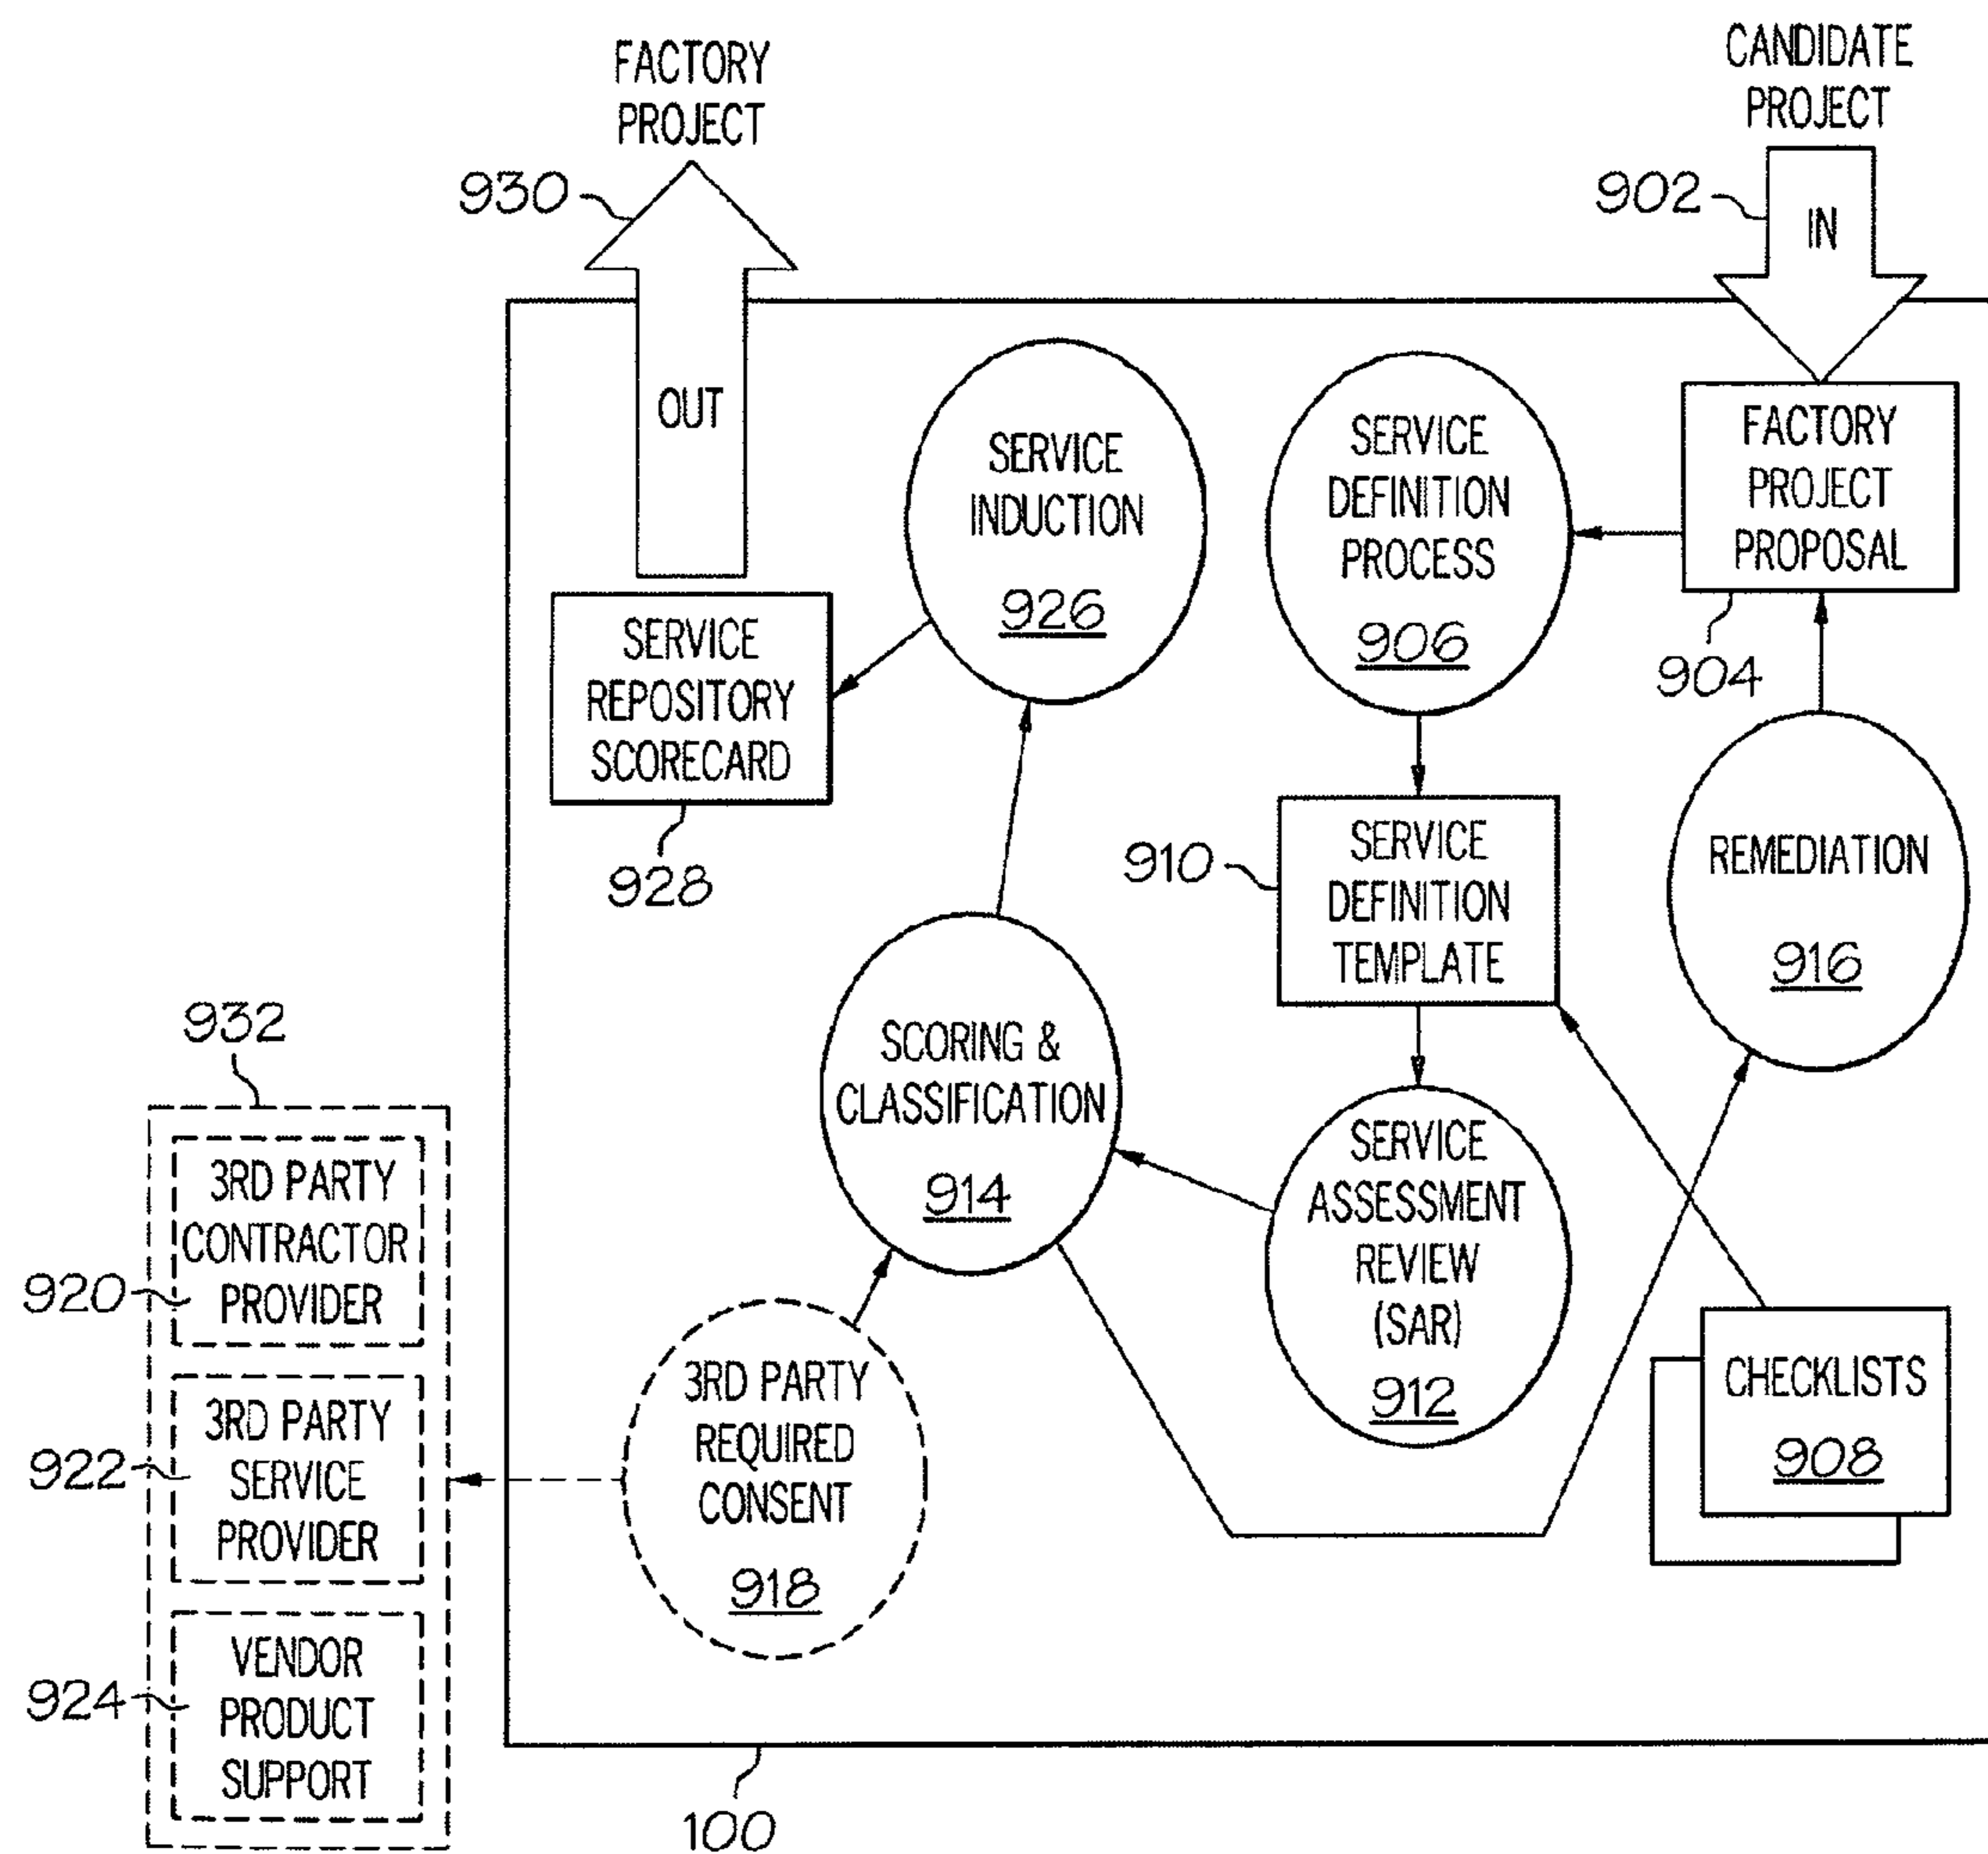 FACTORY
PROJECT
CANDIDATE
PROJECT
930
902
IN
OUT
SERVICE
INDUCTION
926
SERVICE
DEFINITION
PROCESS
906
FACTORY
PROJECT
PROPOSAL
904
SERVICE
REPOSITORY
SCORECARD
928
910
SERVICE
DEFINITION
TEMPLATE
REMEDIATION
916
SCORING &
CLASSIFICATION
914
SERVICE
ASSESSMENT
REVIEW
(SAR)
912
CHECKLISTS
908
932
3RD PARTY
CONTRACTOR
PROVIDER
920
3RD PARTY
SERVICE
PROVIDER
922
VENDOR
PRODUCT
SUPPORT
924
3RD PARTY
REQUIRED
CONSENT
918
100